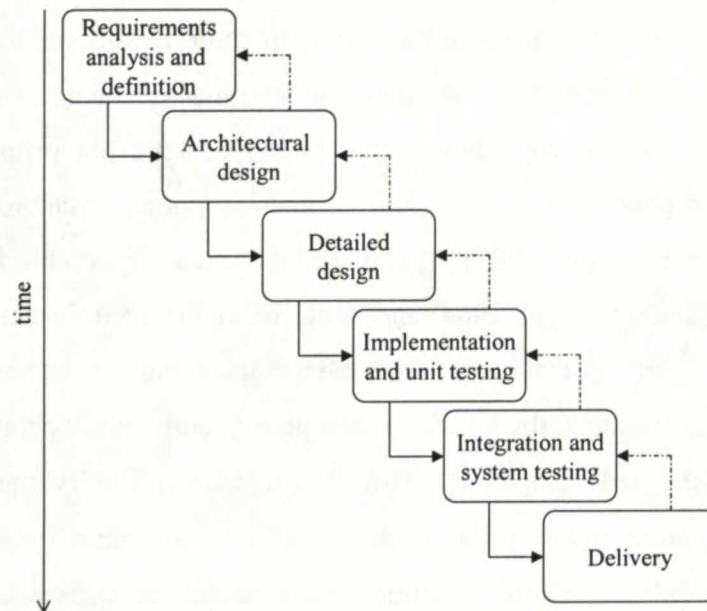 Requirements
analysis and
definition
Architectural
design
Detailed
design
time
Implementation
and unit testing
Integration and
system testing
Delivery